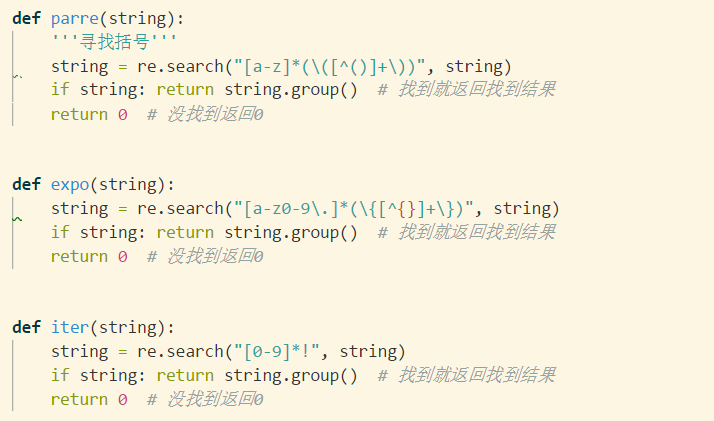 def parre(string):
'''寻找括号'''
string = re.search("[a-z]*(\([^()]+\))", string)
if string: return string.group()  # 找到就返回找到结果
return 0  # 没找到返回0
def expo(string):
string = re.search("[a-z0-9\.]*(\{[^{}]+\})", string)
if string: return string.group()  # 找到就返回找到结果
return 0  # 没找到返回0
def iter(string):
string = re.search("[0-9]*!", string)
if string: return string.group()  # 找到就返回找到结果
return 0  # 没找到返回0